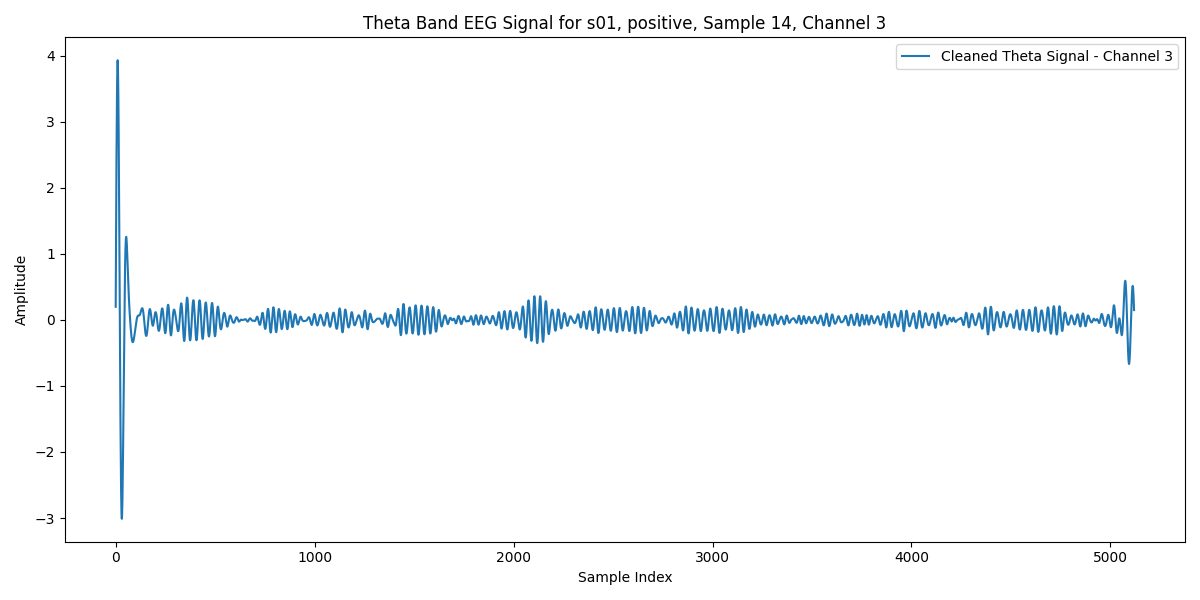 Theta Band EEG Signal for s01, positive, Sample 14, Channel 3
Cleaned Theta Signal - Channel 3
Amplitude
4
3
2
1
0
−1
−2
−3
0 1000 2000 3000 4000 5000
Sample Index